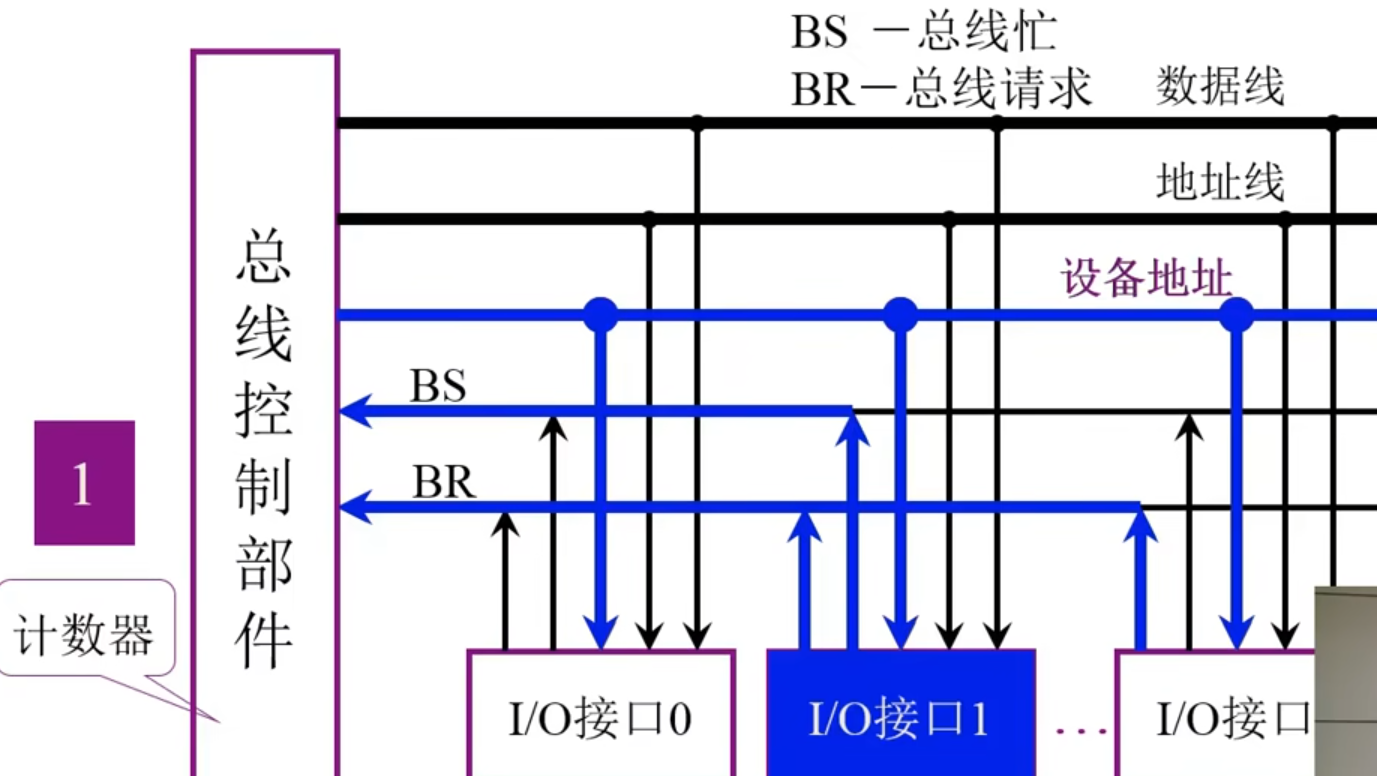 BS －总线忙
BR－总线请求
数据线
地址线
设备地址
BS
BR
总线控制部件
1
计数器
I/O接口0
I/O接口1
...
I/O接口